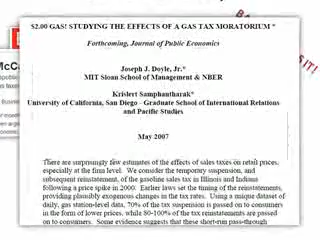 $2.00 GAS! STUDYING THE EFFECTS OF A GAS TAX MORATORIUM *
Forthcoming, Journal of Public Economics
Joseph J. Doyle, Jr.*
MIT Sloan School of Management & NBER
Krislert Samphantharak*
University of California, San Diego - Graduate School of International Relations
and Pacific Studies
May 2007
There are surprisingly few estimates of the effects of sales taxes on retail prices,
especially at the firm level. We consider the temporary suspension, and
subsequent reinstatement, of the gasoline sales tax in Illinois and Indiana
following a price spike in 2000. Earlier laws set the timing of the reinstatements,
providing plausibly exogenous changes in the tax rates. Using a unique dataset of
daily, gas station-level data, 70% of the tax suspension is passed on to consumers
in the form of lower prices, while 80-100% of the tax reinstatements are passed
on to consumers. Some evidence suggests that these short-run pass-through
McCa